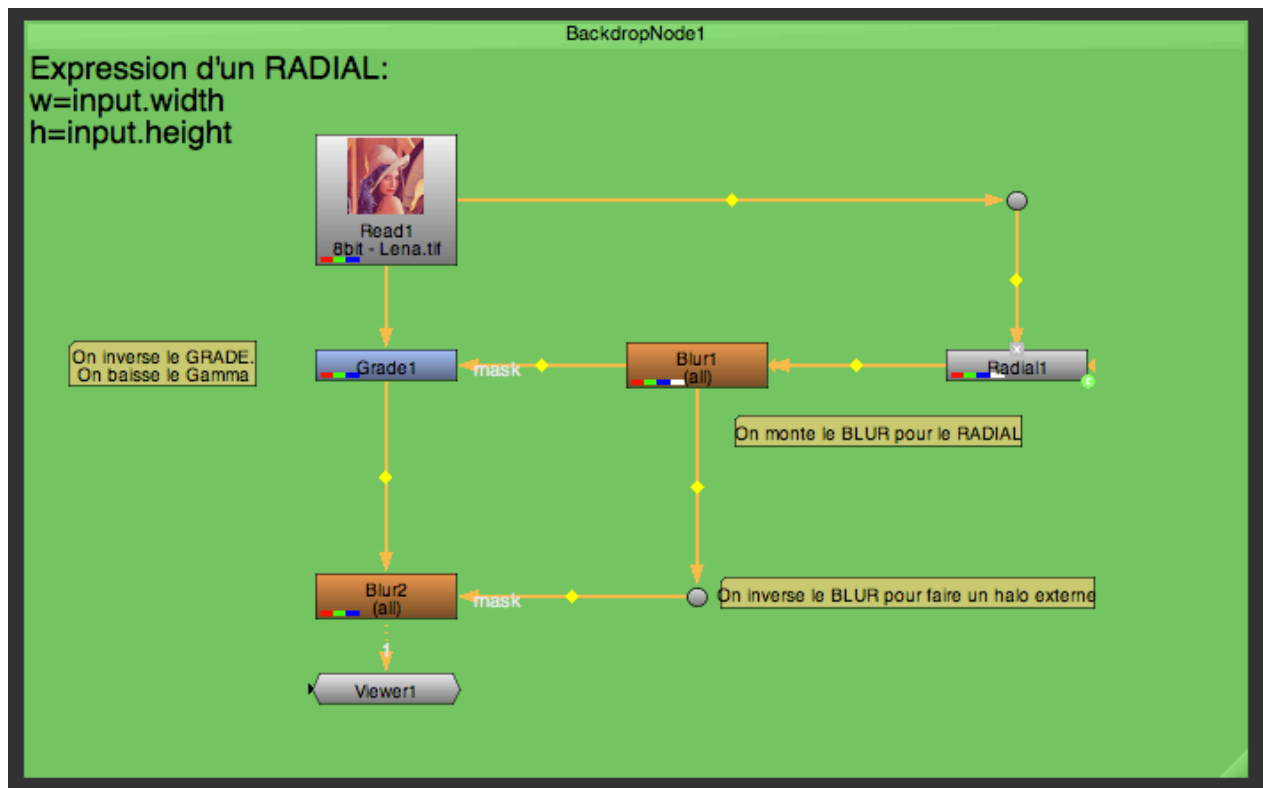 BackdropNode1
Expression d'un RADIAL:
w=input.width
h=input.height
Read1
8bit - Lena.tif
On inverse le GRADE.
On baisse le Gamma
Grade1
mask
Blur1
(all)
Radial1
On monte le BLUR pour le RADIAL
Blur2
(all)
mask
On inverse le BLUR pour faire un halo externe
1
Viewer1